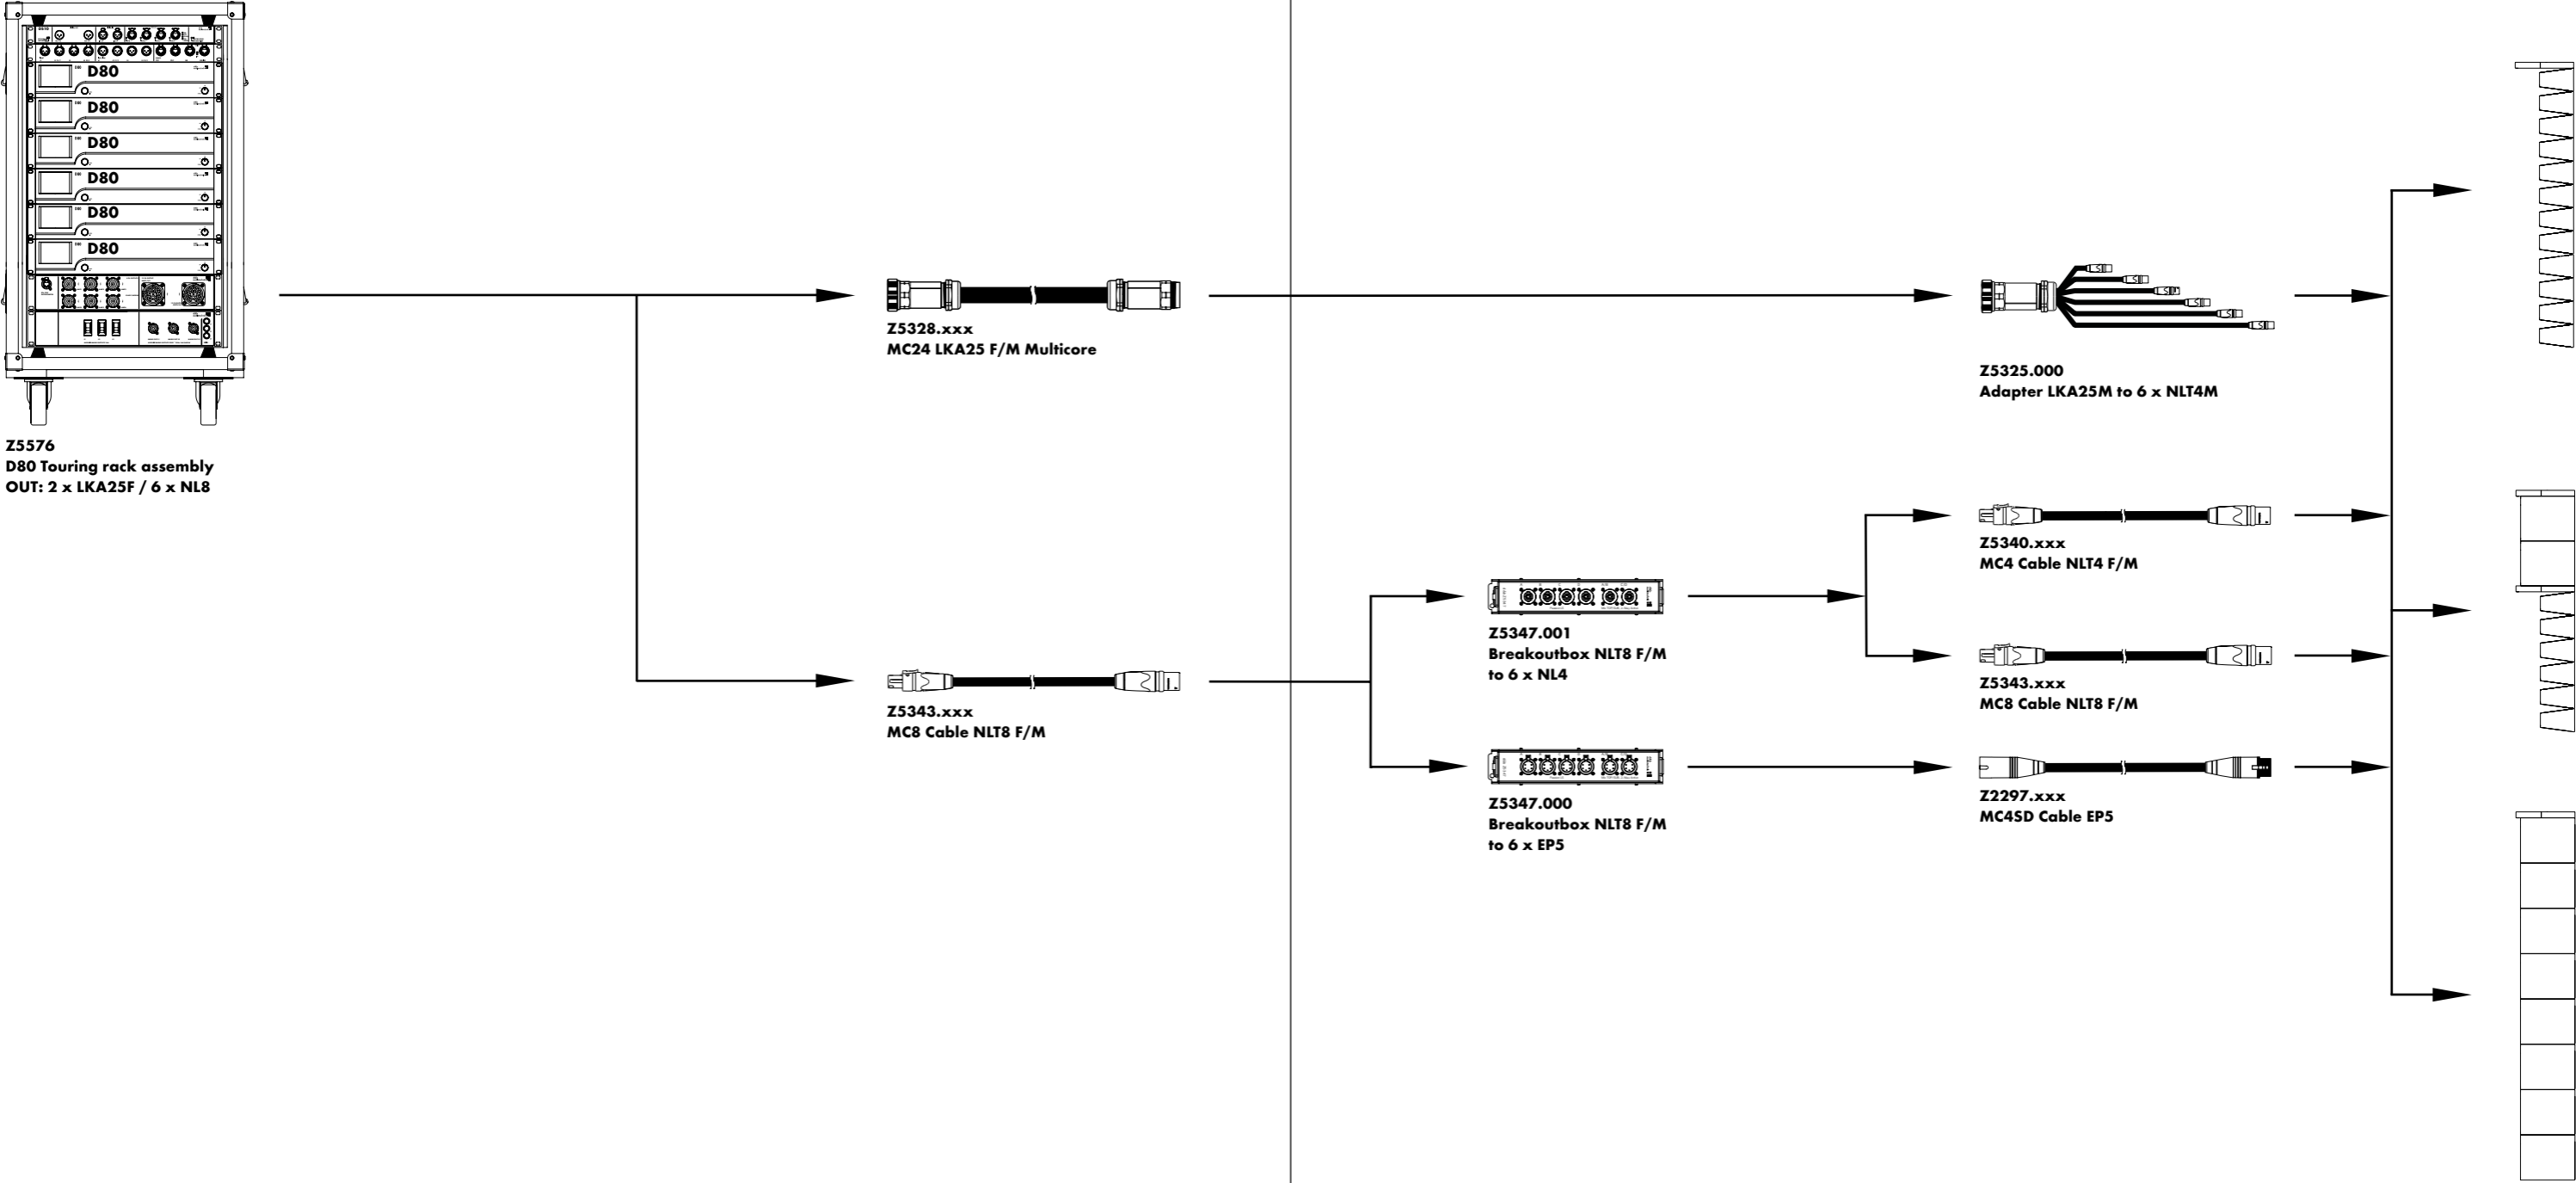 D80
D80
D80
D80
D80
D80
Z5576
D80 Touring rack assembly
OUT: 2 x LKA25F / 6 x NL8
Z5328.xxx
MC24 LKA25 F/M Multicore
Z5343.xxx
MC8 Cable NLT8 F/M
Z5347.001
Breakoutbox NLT8 F/M
to 6 x NL4
Z5347.000
Breakoutbox NLT8 F/M
to 6 x EP5
Z5325.000
Adapter LKA25M to 6 x NLT4M
Z5340.xxx
MC4 Cable NLT4 F/M
Z5343.xxx
MC8 Cable NLT8 F/M
Z2297.xxx
MC4SD Cable EP5